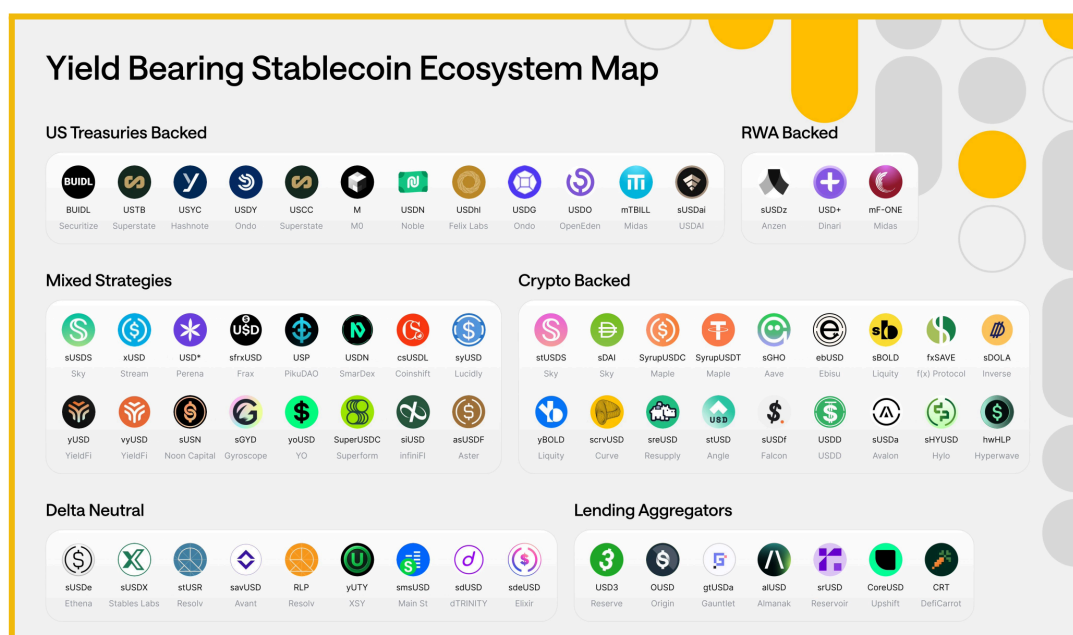 Yield Bearing Stablecoin Ecosystem Map
US Treasuries Backed
BUIDL
BUIDL USTB USYC USDY USCC M USDN USDhl USDG USDO mTBILL sUSDai
Securitize Superstate Hashnote Ondo Superstate M0 Noble Felix Labs Ondo OpenEden Midas USDAI
RWA Backed
sUSDz USD+ mF-ONE
Anzen Dinari Midas
Mixed Strategies
U$D
sUSDS xUSD USD* sfrxUSD USP USDN csUSDL syUSD
Sky Stream Perena Frax PikuDAO SmarDex Coinshift Lucidly
yUSD vyUSD sUSN sGYD yoUSD SuperUSDC siUSD asUSDF
YieldFi YieldFi Noon Capital Gyroscope YO Superform infiniFI Aster
Crypto Backed
sb
stUSDS sDAI SyrupUSDC SyrupUSDT sGHO ebUSD sBOLD fxSAVE sDOLA
Sky Sky Maple Maple Aave Ebisu Liquity f(x) Protocol Inverse
USD
yBOLD scrvUSD sreUSD stUSD sUSDf USDD sUSDa sHYUSD hwHLP
Liquity Curve Resupply Angle Falcon USDD Avalon Hylo Hyperwave
Delta Neutral
sUSDe sUSDX stUSR savUSD RLP yUTY smsUSD sdUSD sdeUSD
Ethena Stables Labs Resolv Avant Resolv XSY Main St dTRINITY Elixir
Lending Aggregators
USD3 OUSD gtUSDa alUSD srUSD CoreUSD CRT
Reserve Origin Gauntlet Almanak Reservoir Upshift DefiCarrot